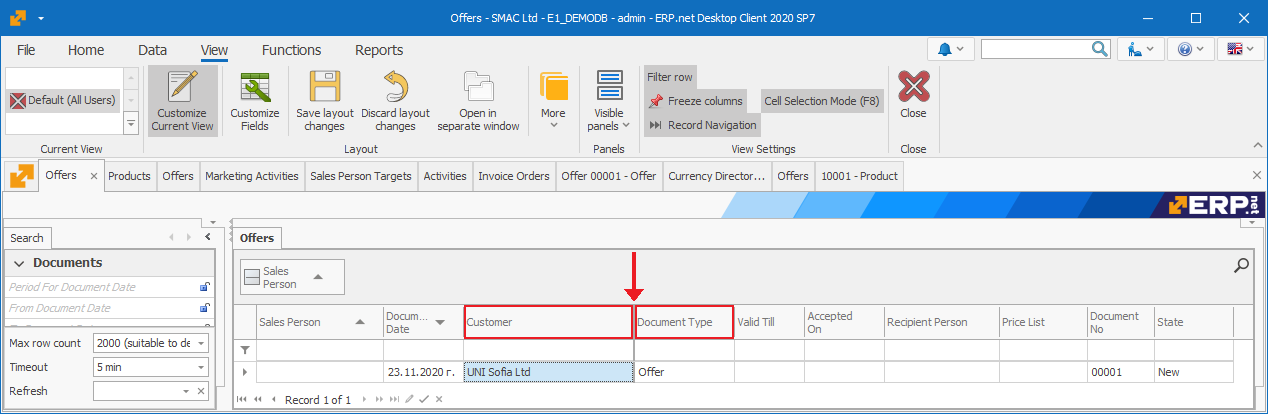 Offers - SMAC Ltd - E1_DEMODB - admin - ERP.net Desktop Client 2020 SP7
File Home Data View Functions Reports
Default (All Users)
Customize
Current View
Customize
Fields
Save layout
changes
Discard layout
changes
Open in
separate window
More
Visible
panels
Filter row
Freeze columns
Record Navigation
Cell Selection Mode (F8)
Close
Current View Layout Panels View Settings Close
Offers Products Offers Marketing Activities Sales Person Targets Activities Invoice Orders Offer 00001 - Offer Currency Director... Offers 10001 - Product
ERP.net
Search
Documents
Period For Document Date
From Document Date
Max row count 2000 (suitable to de
Timeout 5 min
Refresh
Offers
Sales
Person
Sales Person
Docum...
Date
Customer
Document Type
Valid Till
Accepted
On
Recipient Person
Price List
Document
No
State
23.11.2020 г. UNI Sofia Ltd Offer 00001 New
Record 1 of 1